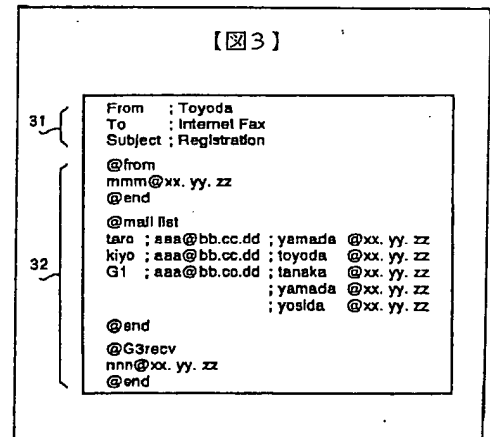 【図3】
31
From ; Toyoda
To ; Internet Fax
Subject ; Registration
32
@from
mmm@xx. yy. zz
@end
@mail list
taro ; aaa@bb.cc.dd ; yamada @xx. yy. zz
kiyo ; aaa@bb.cc.dd ; toyoda @xx. yy. zz
G1 ; aaa@bb.cc.dd ; tanaka @xx. yy. zz
; yamada @xx. yy. zz
; yosida @xx. yy. zz
@end
@G3recv
nnn@xx. yy. zz
@end